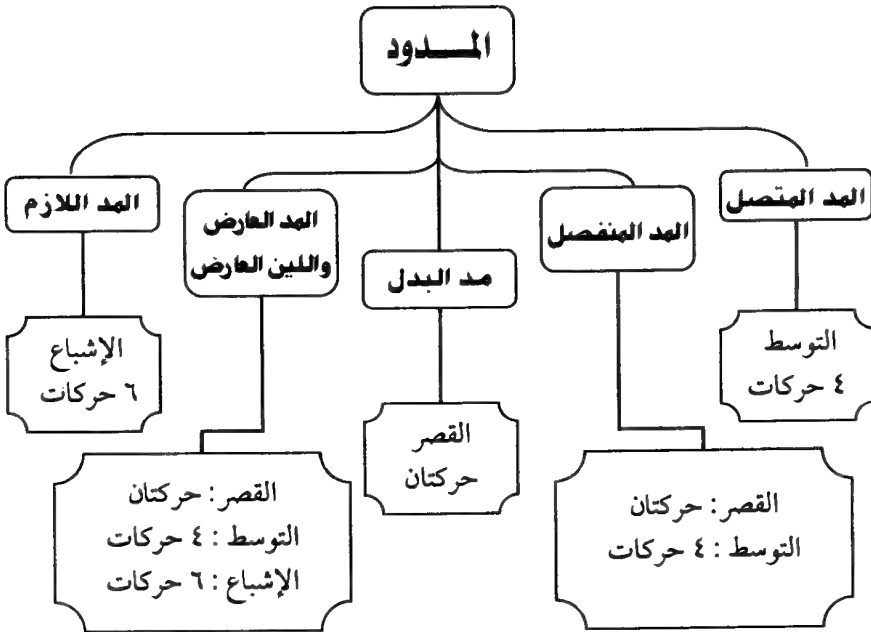 المــدود
المد المتصل
التوسط
٤ حركات
المد المنفصل
القصر : حركتان
التوسط : ٤ حركات
مد البدل
القصر
حركتان
المد العارض
واللين العارض
القصر : حركتان
التوسط : ٤ حركات
الإشباع : ٦ حركات
المد اللازم
الإشباع
٦ حركات